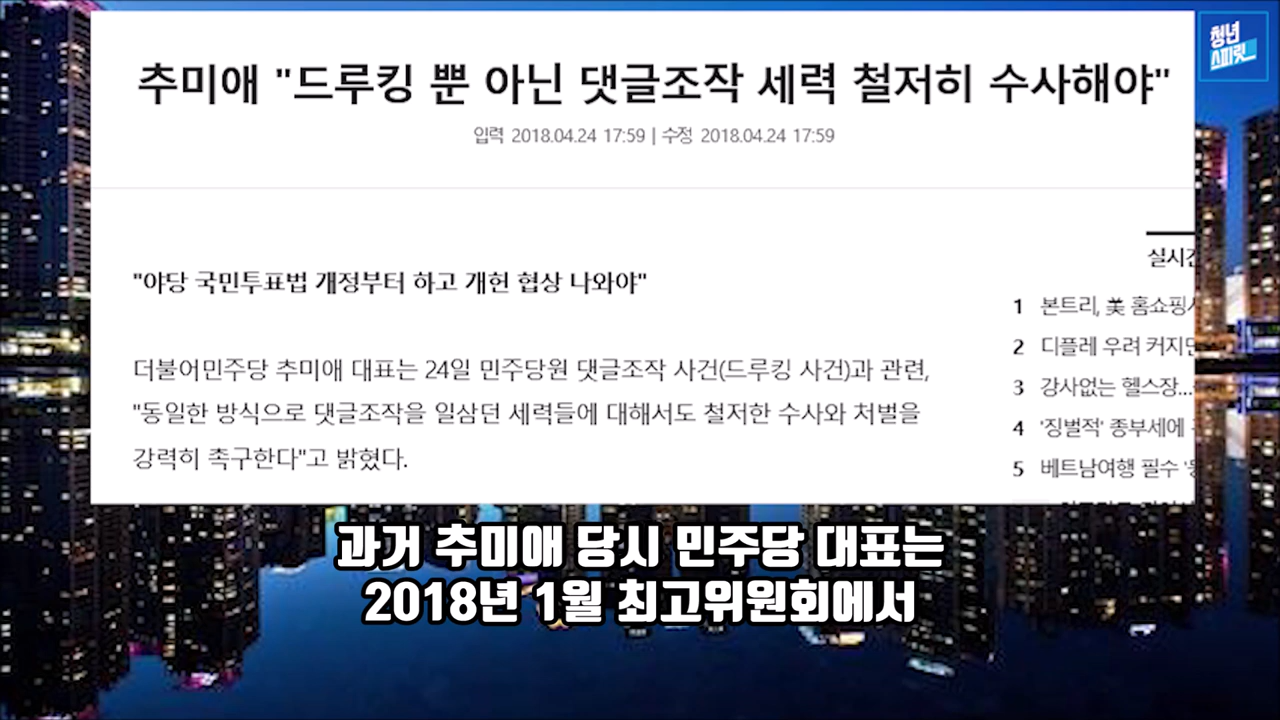 청년
스피릿
추미애 "드루킹 뿐 아닌 댓글조작 세력 철저히 수사해야"
입력 2018.04.24 17:59 | 수정 2018.04.24 17:59
"야당 국민투표법 개정부터 하고 개헌 협상 나와야"
더불어민주당 추미애 대표는 24일 민주당원 댓글조작 사건(드루킹 사건)과 관련,
"동일한 방식으로 댓글조작을 일삼던 세력들에 대해서도 철저한 수사와 처벌을
강력히 촉구한다"고 밝혔다.
실시간
1 본트리, 美 홈쇼핑
2 디플레 우려 커지
3 강사없는 헬스장...
4 '징벌적' 종부세에
5 베트남여행 필수
과거 추미애 당시 민주당 대표는
2018년 1월 최고위원회에서